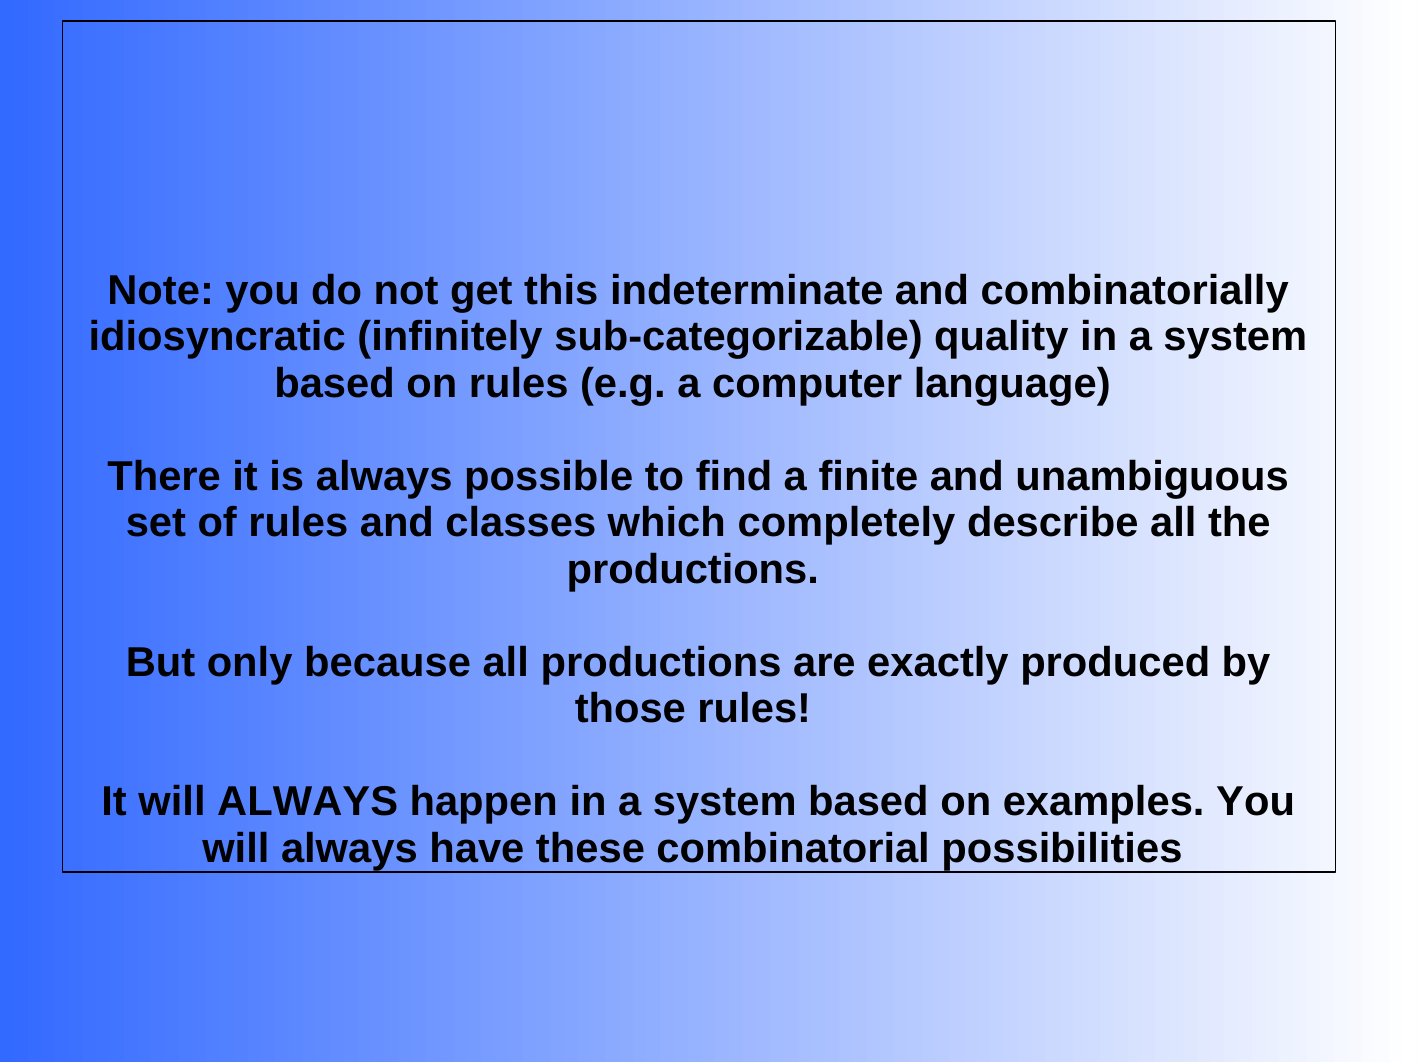 Note: you do not get this indeterminate and combinatorially
idiosyncratic (infinitely sub-categorizable) quality in a system
based on rules (e.g. a computer language)
There it is always possible to find a finite and unambiguous
set of rules and classes which completely describe all the
productions.
But only because all productions are exactly produced by
those rules!
It will ALWAYS happen in a system based on examples. You
will always have these combinatorial possibilities